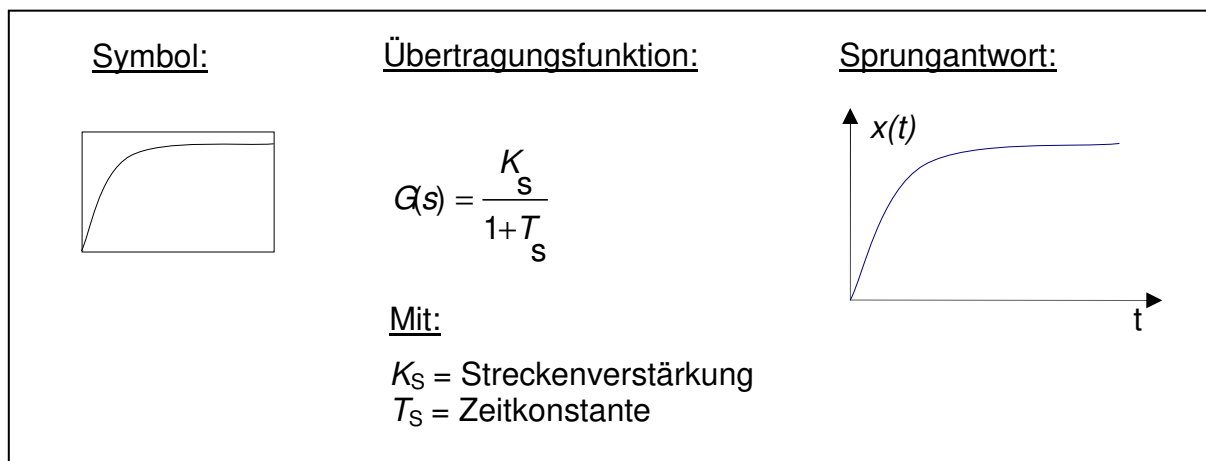 Symbol:
Übertragungsfunktion:
Sprungantwort:
x(t)
G(s) = K_s / (1+T_s)
t
Mit:
K_S = Streckenverstärkung
T_S = Zeitkonstante